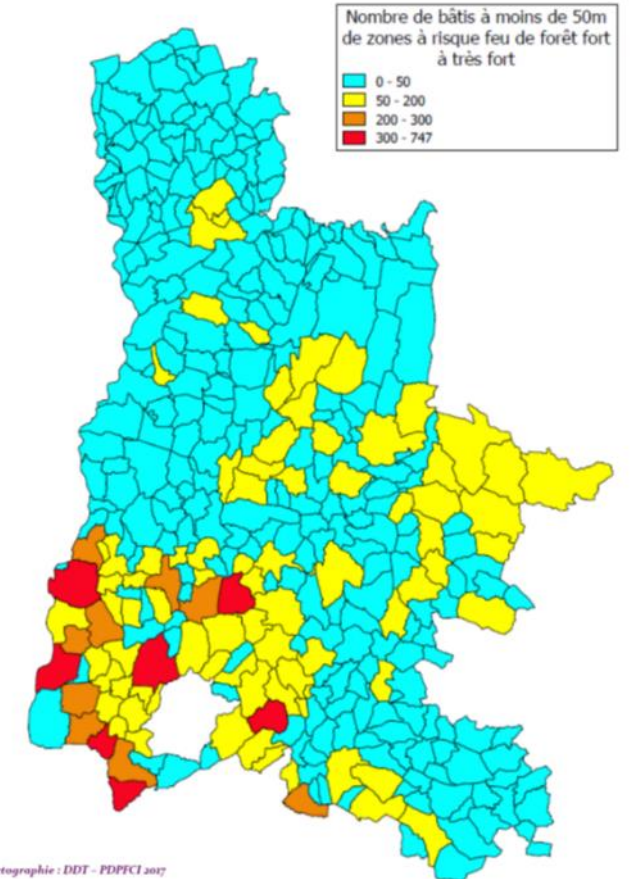 Nombre de bâtis à moins de 50m
de zones à risque feu de forêt fort
à très fort
0 - 50
50 - 200
200 - 300
300 - 747
tographie : DDT - PDPFCI 2017